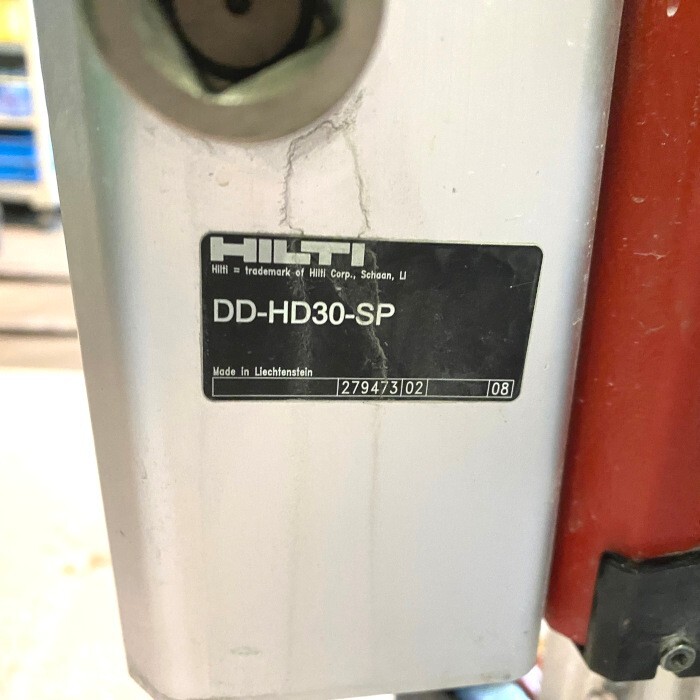 HILTI
Hilti = trademark of Hilti Corp., Schaan, LI
DD-HD30-SP
Made in Liechtenstein
279473 02 08